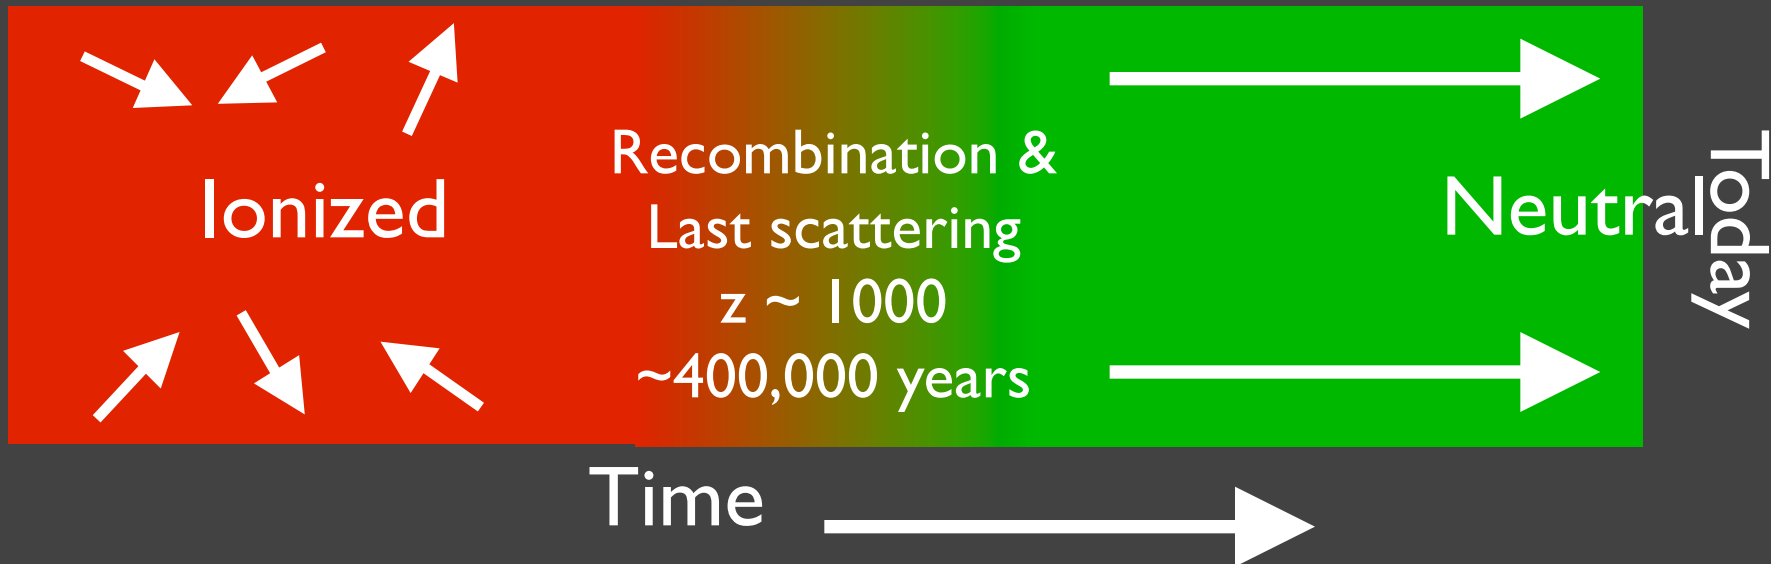 Ionized
Recombination &
Last scattering
z ~ 1000
~400,000 years
Neutral
Today
Time